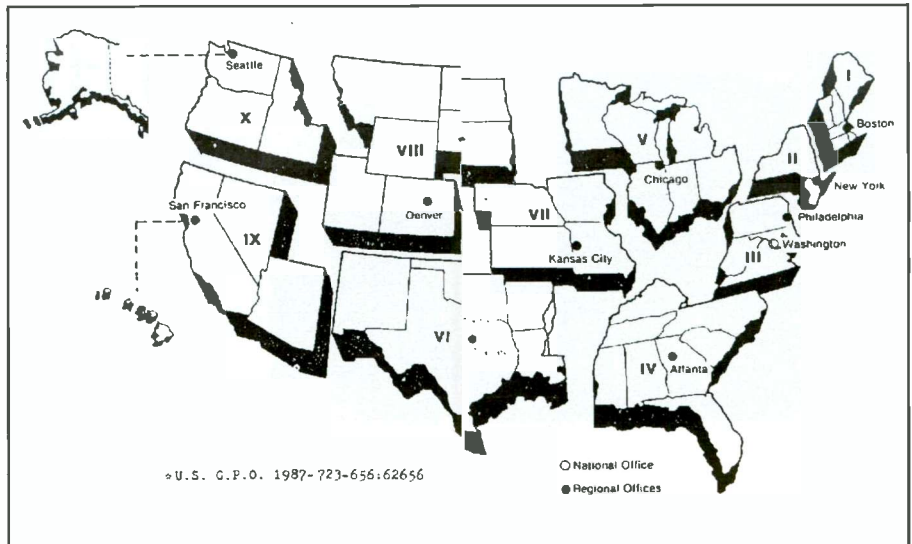 Seattle
X
VIII
Denver
San Francisco
IX
VI
VII
Kansas City
V
Chicago
I
Boston
II
New York
Philadelphia
Washington
III
IV
Atlanta
☆U.S. G.P.O. 1987-723-656:62656
○ National Office
● Regional Offices